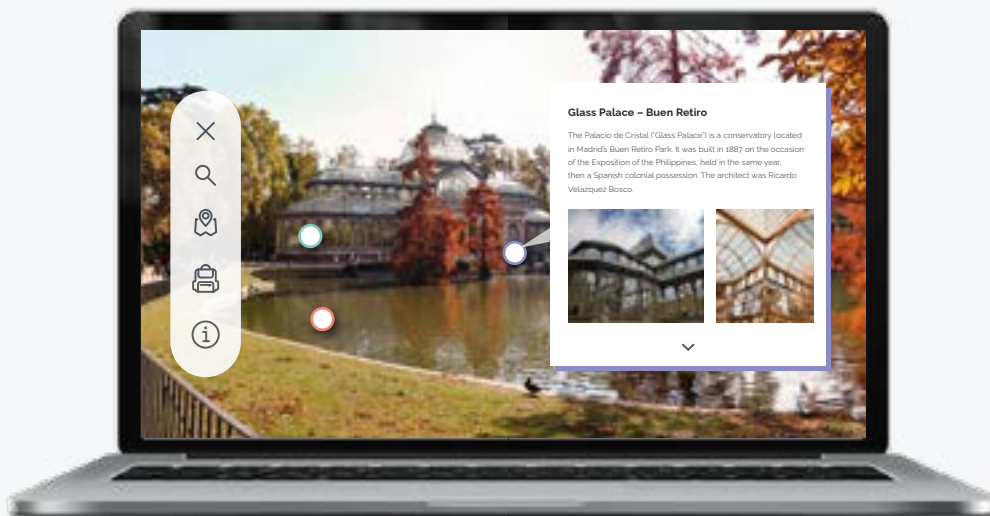 Glass Palace – Buen Retiro
The Palacio de Cristal ("Glass Palace") is a conservatory located
in Madrid's Buen Retiro Park. It was built in 1887 on the occasion
of the Exposition of the Philippines, held in the same year,
then a Spanish colonial possession. The architect was Ricardo
Velázquez Bosco.